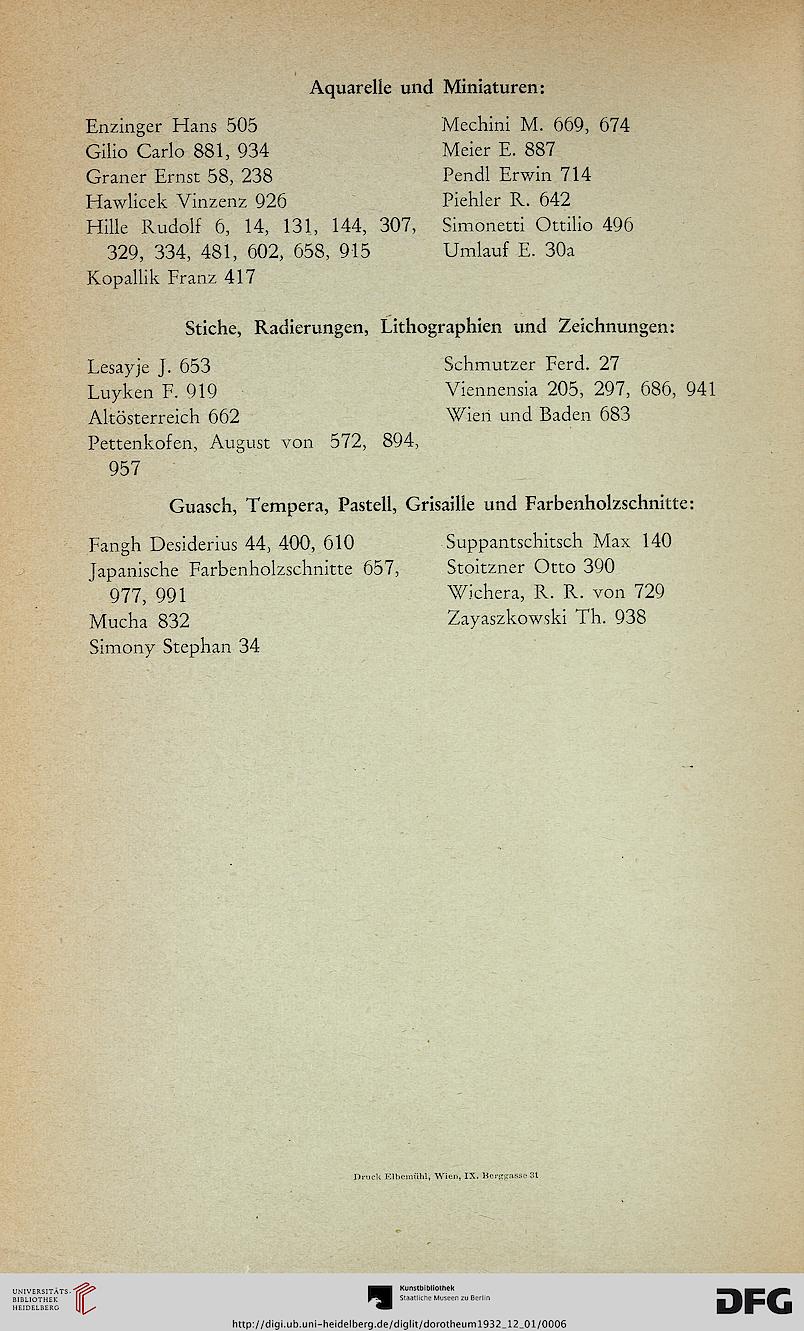 Aquarelle und Miniaturen:
Enzinger Hans 505
Gilio Carlo 881, 934
Graner Ernst 58, 238
Hawlicek Vinzenz 926
Hille Rudolf 6, 14, 131, 144, 307,
329, 334, 481, 602, 658, 915
Kopallik Franz 417
Mechini M. 669, 674
Meier E. 887
Pendl Erwin 714
Piehler R. 642
Simonetti Ottilio 496
Umlauf E. 30a
Stiche, Radierungen, Lithographien und Zeichnungen:
Lesayje J. 653
Luyken F. 919
Altösterreich 662
Pettenkofen, August von 572, 894,
957
Schmutzer Ferd. 27
Viennensia 205, 297, 686, 941
Wien und Baden 683
Guasch, Tempera, Pastell, Grisaille und Farbenholzschnitte:
Fangh Desiderius 44, 400, 610
Japanische Farbenholzschnitte 657,
977, 991
Mucha 832
Simony Stephan 34
Suppantschitsch Max 140
Stoitzner Otto 390
Wichera, R. R. von 729
Zayaszkowski Th. 938
Druck Elbemühl, Wien, IX. Berggasse 31
UNIVERSITÄTS-
BIBLIOTHEK
HEIDELBERG
Kunstbibliothek
Staatliche Museen zu Berlin
DFG
http://digi.ub.uni-heidelberg.de/diglit/dorotheum1932_12_01/0006